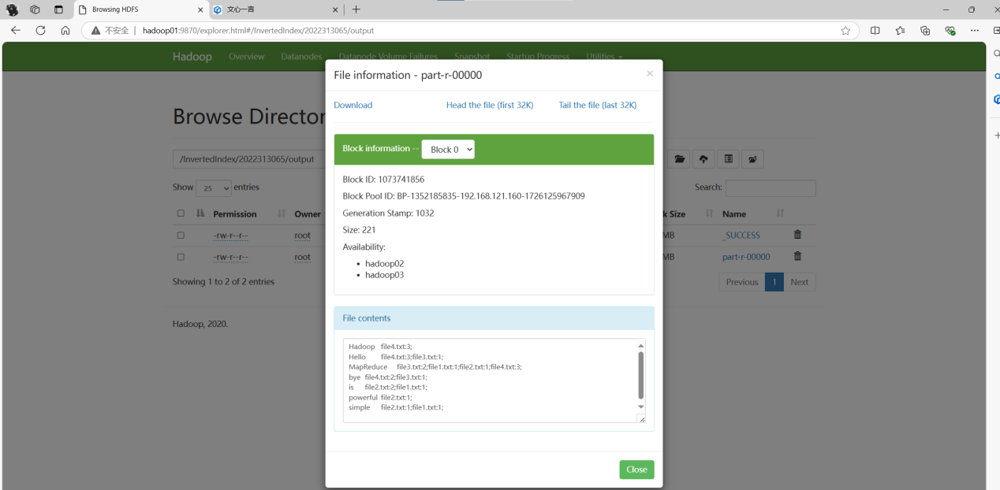 Browsing HDFS
文心一言
不安全 hadoop01:9870/explorer.html#/InvertedIndex/2022313065/output
Hadoop Overview Datanodes Datanode Volume Failures Snapshot Startup Progress Utilities
File information - part-r-00000
Download Head the file (first 32K) Tail the file (last 32K)
Browse Director
Block information -- Block 0
/InvertedIndex/2022313065/output
Block ID: 1073741856
Show 25 entries
Search:
Block Pool ID: BP-1352185835-192.168.121.160-1726125967909
Generation Stamp: 1032
Permission Owner
k Size Name
Size: 221
-rw-r--r-- root
MB _SUCCESS
Availability:
hadoop02
hadoop03
-rw-r--r-- root
MB part-r-00000
Showing 1 to 2 of 2 entries
Previous 1 Next
Hadoop, 2020.
File contents
Hadoop file4.txt:3;
Hello file4.txt:3;file3.txt:1;
MapReduce file3.txt:2;file1.txt:1;file2.txt:1;file4.txt:3;
bye file4.txt:2;file3.txt:1;
is file2.txt:2;file1.txt:1;
powerful file2.txt:1;
simple file2.txt:1;file1.txt:1;
Close